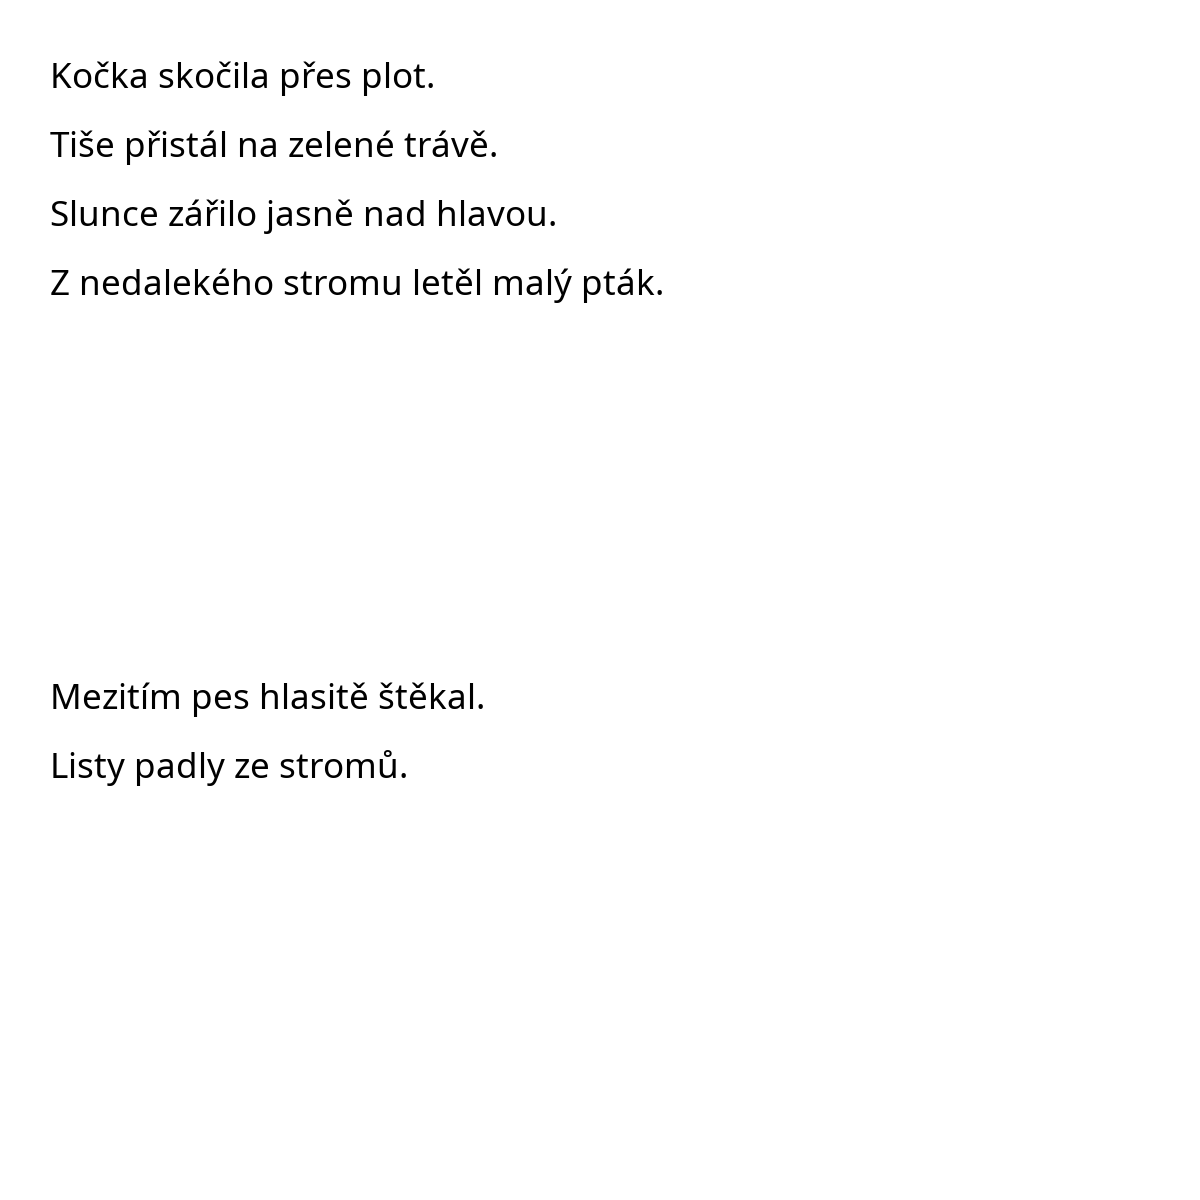 Kočka skočila přes plot.
Tiše přistál na zelené trávě.
Slunce zářilo jasně nad hlavou.
Z nedalekého stromu letěl malý pták.
Mezitím pes hlasitě štěkal.
Listy padly ze stromů.